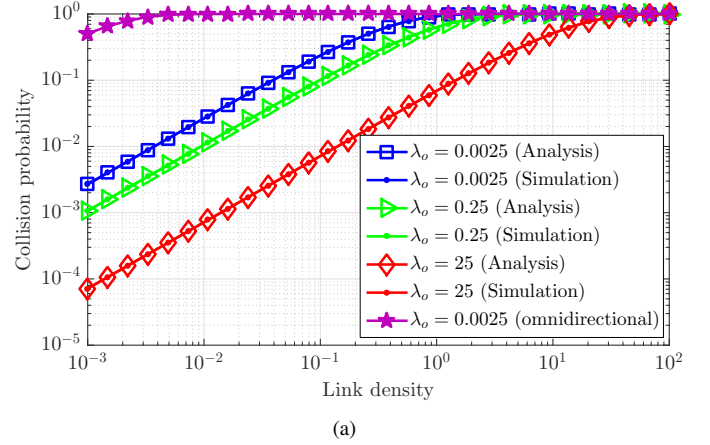 10^0
10^{-1}
10^{-2}
10^{-3}
10^{-4}
10^{-5}
Collision probability
λ_o = 0.0025 (Analysis)
λ_o = 0.0025 (Simulation)
λ_o = 0.25 (Analysis)
λ_o = 0.25 (Simulation)
λ_o = 25 (Analysis)
λ_o = 25 (Simulation)
λ_o = 0.0025 (omnidirectional)
10^{-3} 10^{-2} 10^{-1} 10^0 10^1 10^2
Link density
(a)